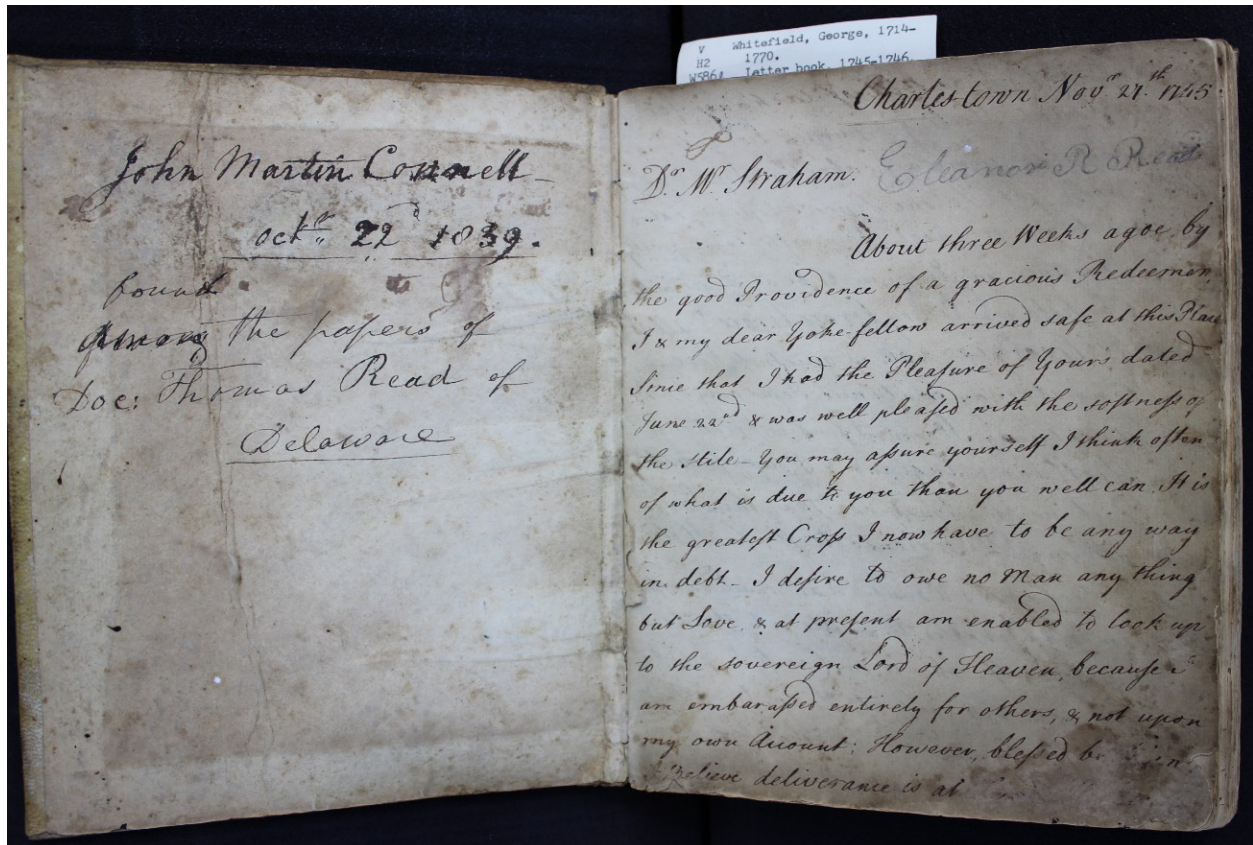 V Whitefield, George, 1714-
H2 1770.
W586l Letter book, 1745-1746.
John Martin Connell
octr 22d 1839.
found
among the papers of
Doc: Thomas Read of
Delaware
Charles-town Novr 27th 1745
Eleanor R Read
Dr Mr Straham.
About three Weeks agoe, by
the good Providence of a gracious Redeemer,
I & my dear Yoke-fellow arrived safe at this Place
Since that I had the Pleasure of Yours dated
June 22nd & was well pleased with the softness of
the stile - You may assure yourself I think often
of what is due to you than you well can. It is
the greatest Cross I now have to be any way
in debt - I desire to owe no Man any thing
but Love, & at present am enabled to look up
to the sovereign Lord of Heaven, because I
am embarassed entirely for others, & not upon
my own Account: However, blessed be
believe deliverance is at